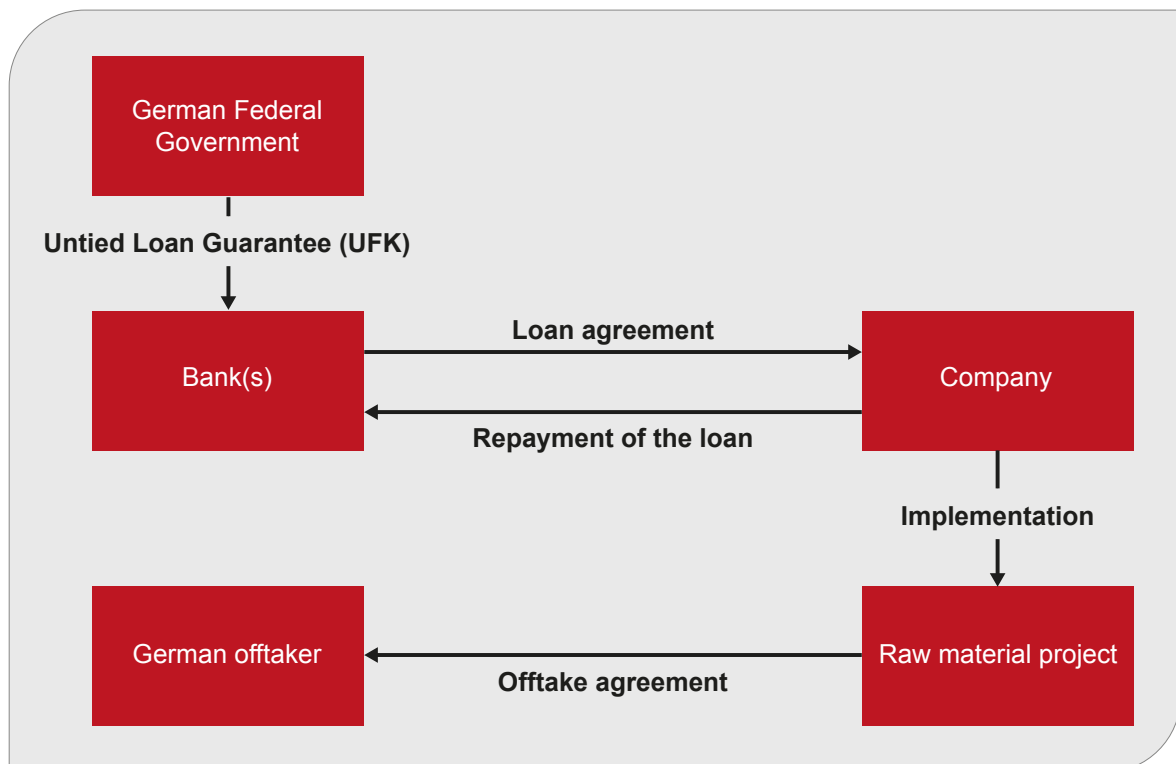 German Federal
Government
Untied Loan Guarantee (UFK)
Bank(s)
Loan agreement
Company
Repayment of the loan
Implementation
German offtaker
Offtake agreement
Raw material project